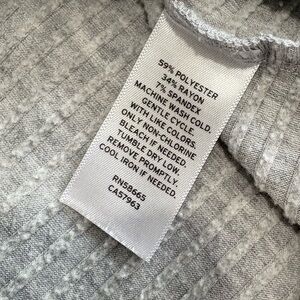 59% POLYESTER
34% RAYON
7% SPANDEX
MACHINE WASH COLD.
GENTLE CYCLE.
WITH LIKE COLORS.
ONLY NON-CHLORINE
BLEACH IF NEEDED.
TUMBLE DRY LOW.
REMOVE PROMPTLY.
COOL IRON IF NEEDED.
RN58665
CA57963